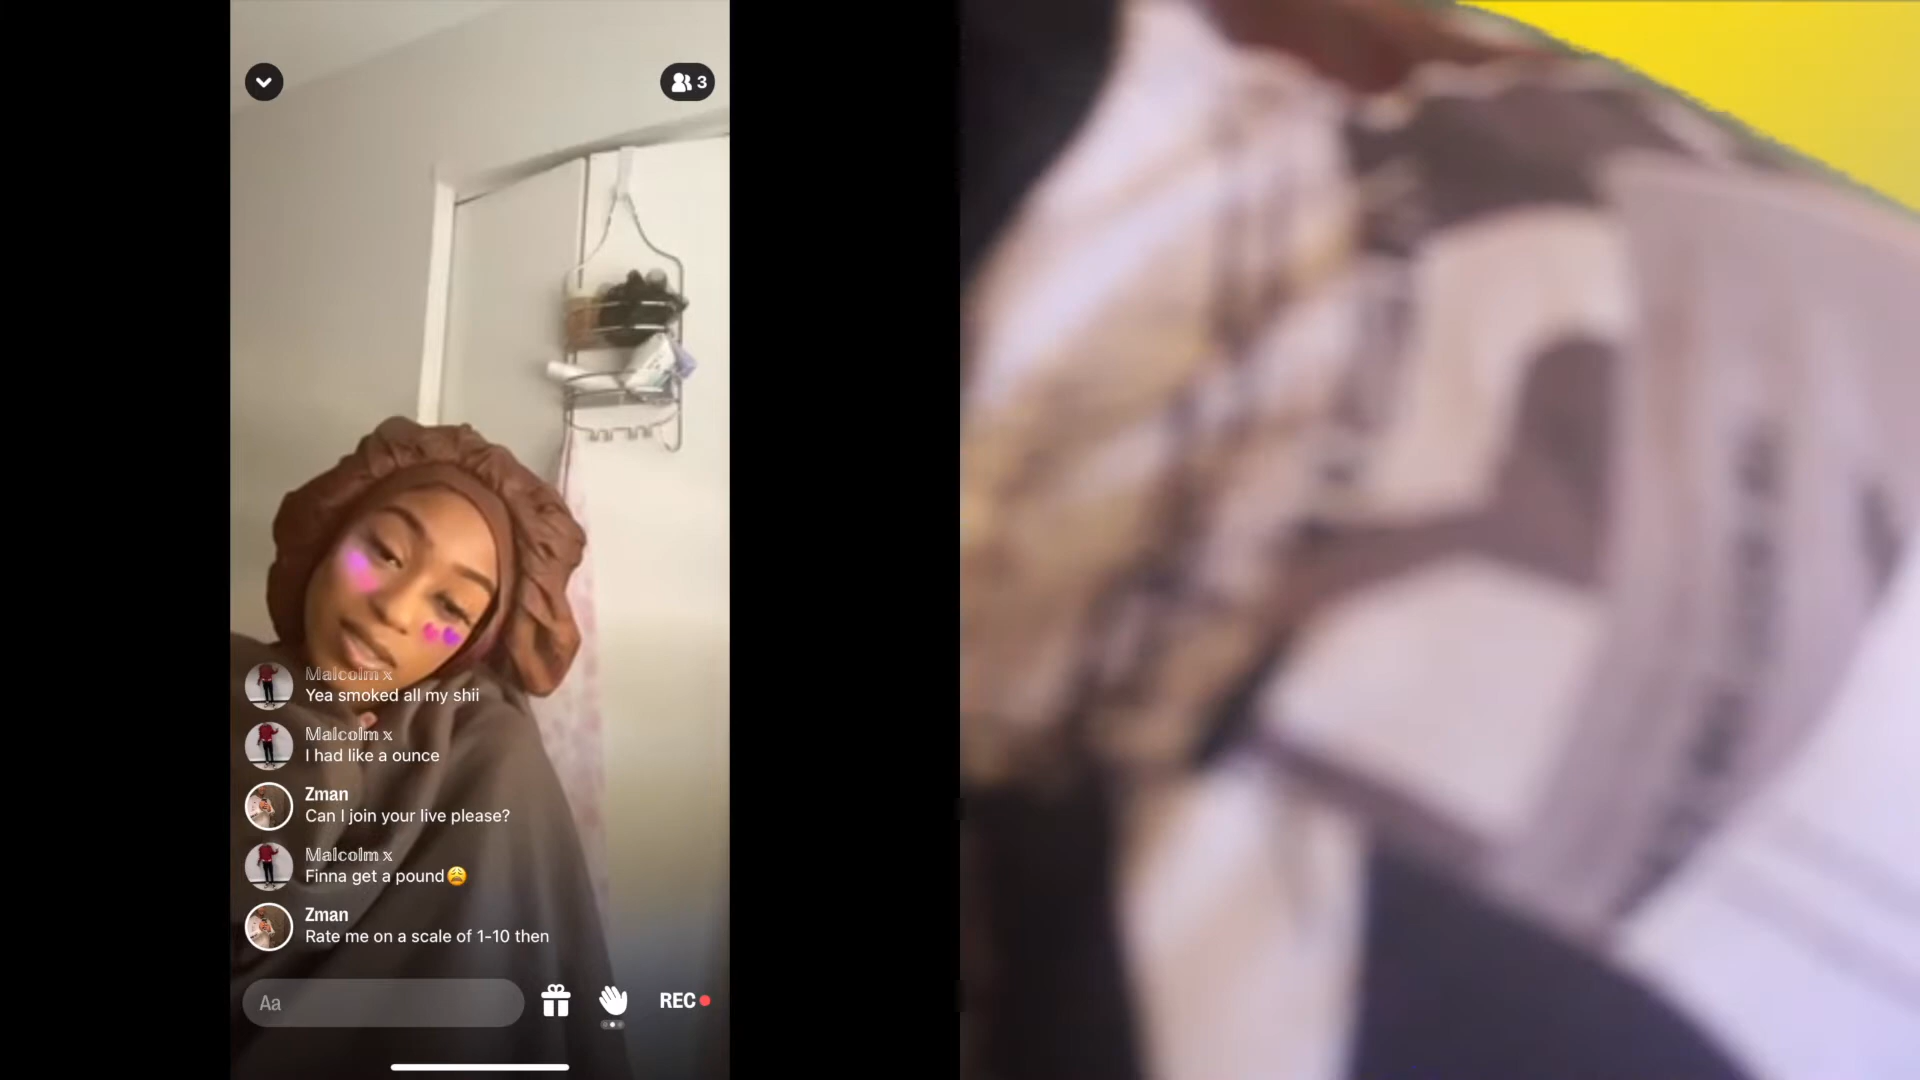 3
Malcolm x
Yea smoked all my shii
Malcolm x
I had like a ounce
Zman
Can I join your live please?
Malcolm x
Finna get a pound😩
Zman
Rate me on a scale of 1-10 then
Aa
REC